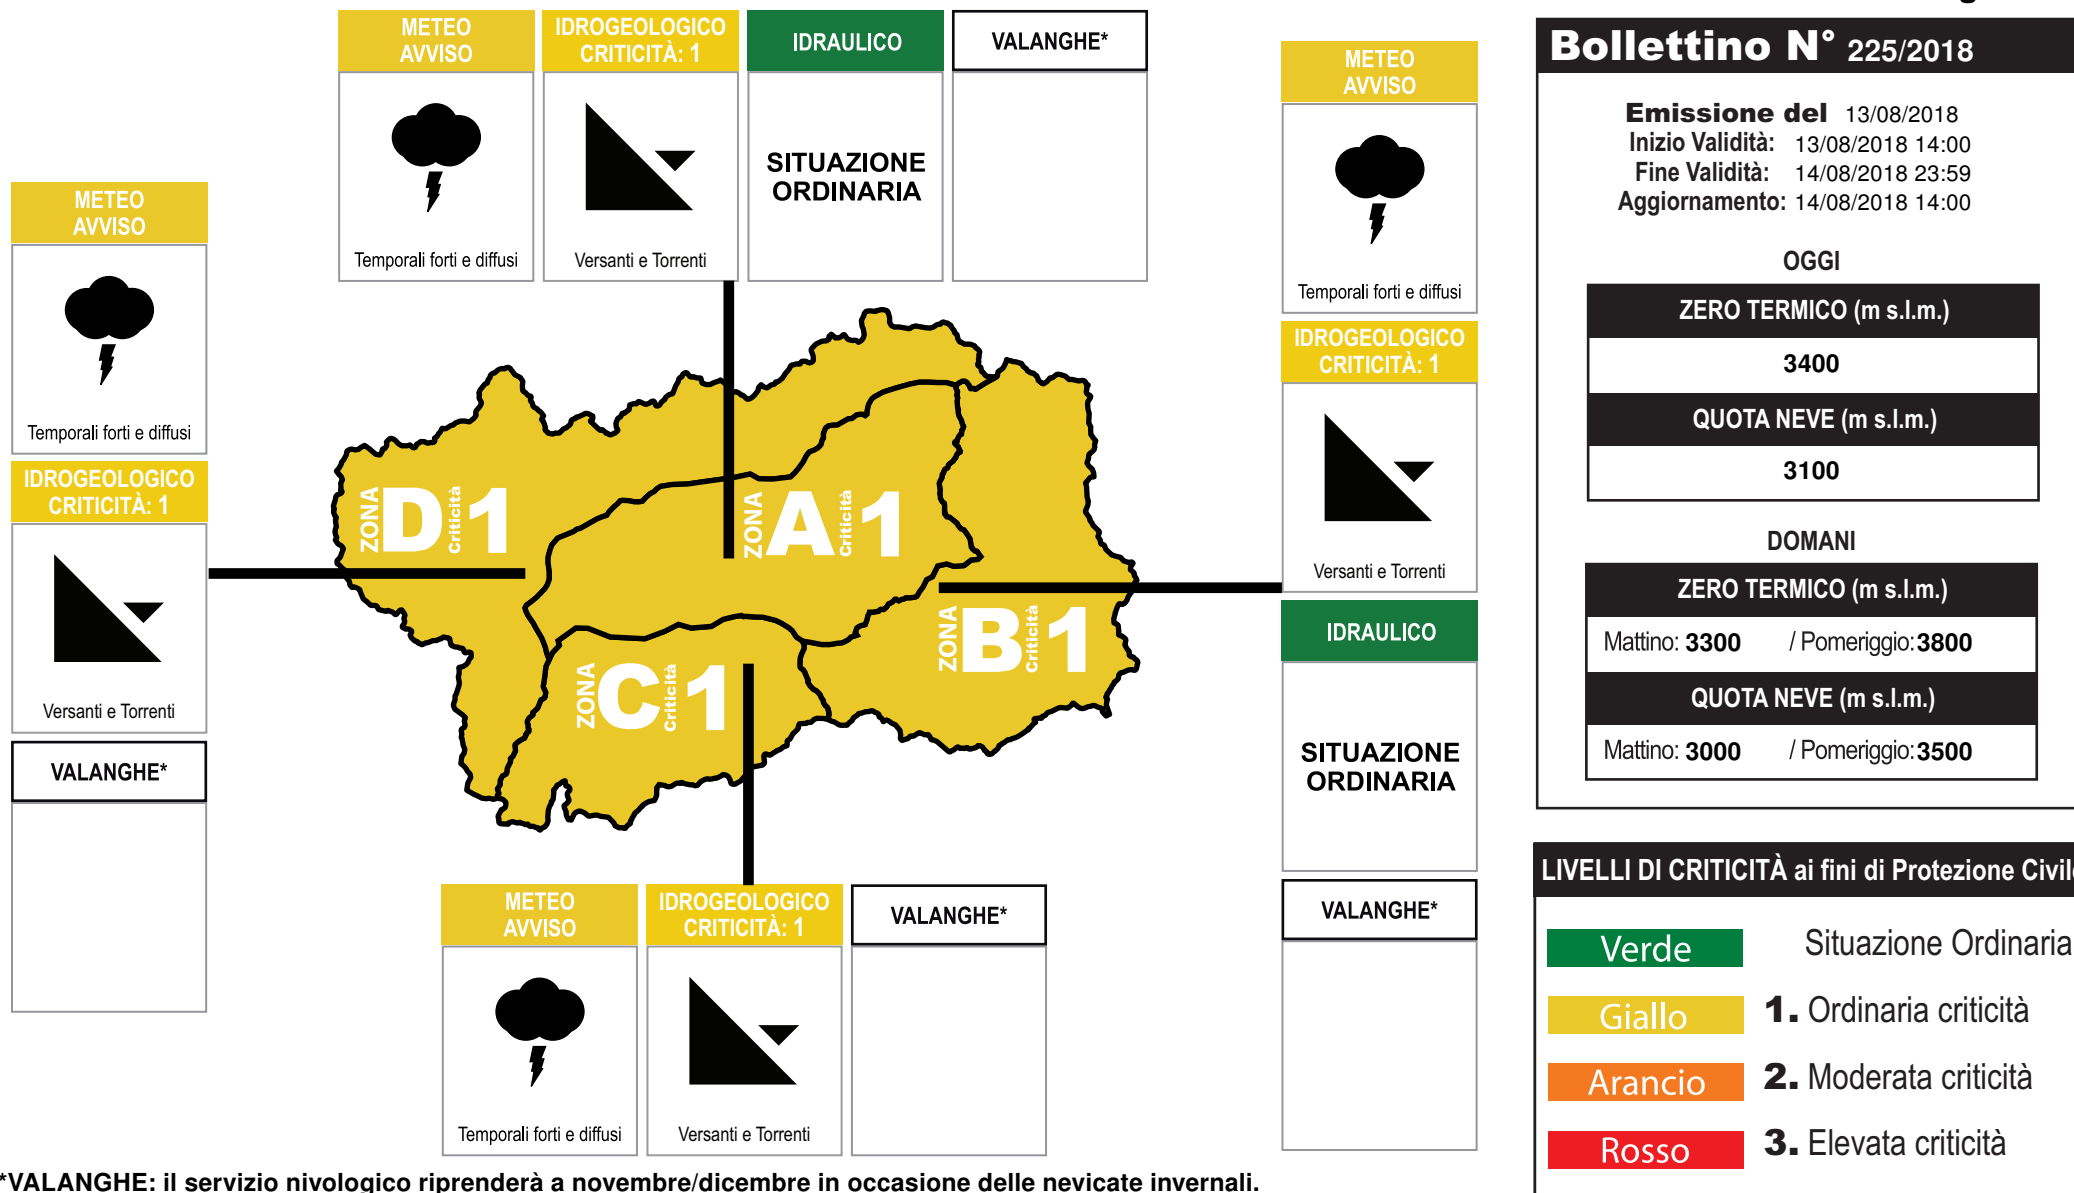 METEO
AVVISO
Temporali forti e diffusi
IDROGEOLOGICO
CRITICITÀ: 1
Versanti e Torrenti
IDRAULICO
SITUAZIONE
ORDINARIA
VALANGHE*
METEO
AVVISO
Temporali forti e diffusi
IDROGEOLOGICO
CRITICITÀ: 1
Versanti e Torrenti
VALANGHE*
ZONA D Criticità 1
ZONA A Criticità 1
ZONA B Criticità 1
ZONA C Criticità 1
METEO
AVVISO
Temporali forti e diffusi
IDROGEOLOGICO
CRITICITÀ: 1
Versanti e Torrenti
IDRAULICO
SITUAZIONE
ORDINARIA
VALANGHE*
METEO
AVVISO
Temporali forti e diffusi
IDROGEOLOGICO
CRITICITÀ: 1
Versanti e Torrenti
VALANGHE*
*VALANGHE: il servizio nivologico riprenderà a novembre/dicembre in occasione delle nevicate invernali.
Bollettino N° 225/2018
Emissione del 13/08/2018
Inizio Validità: 13/08/2018 14:00
Fine Validità: 14/08/2018 23:59
Aggiornamento: 14/08/2018 14:00
OGGI
ZERO TERMICO (m s.l.m.)
3400
QUOTA NEVE (m s.l.m.)
3100
DOMANI
ZERO TERMICO (m s.l.m.)
Mattino: 3300 / Pomeriggio: 3800
QUOTA NEVE (m s.l.m.)
Mattino: 3000 / Pomeriggio: 3500
LIVELLI DI CRITICITÀ ai fini di Protezione Civile
Verde Situazione Ordinaria
Giallo 1. Ordinaria criticità
Arancio 2. Moderata criticità
Rosso 3. Elevata criticità